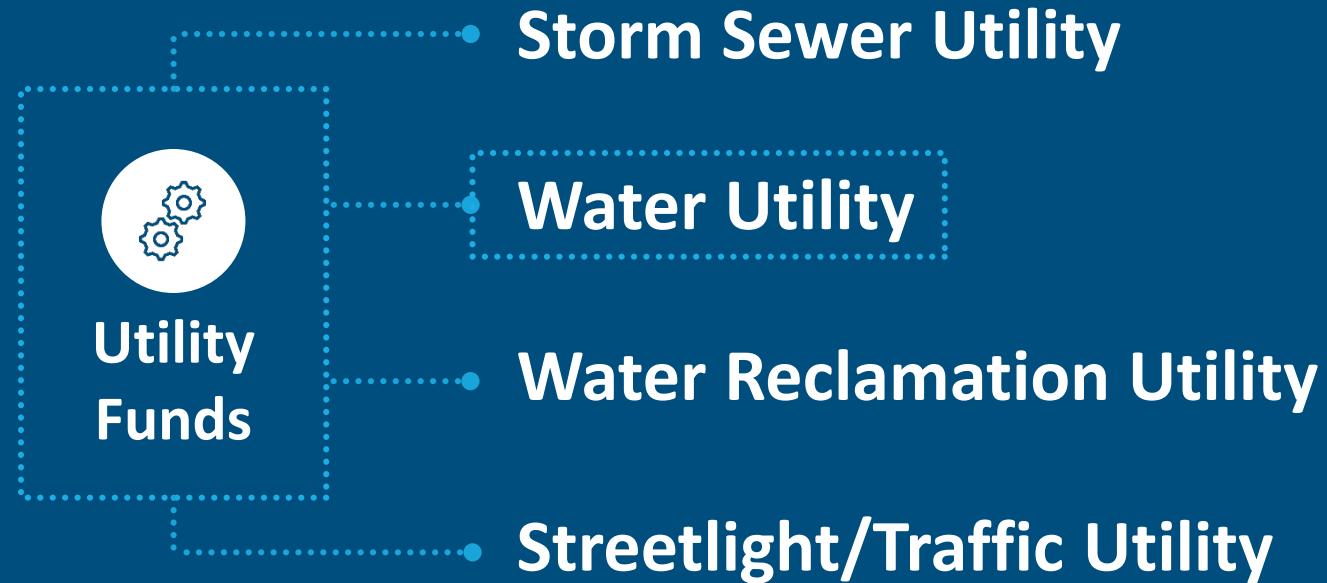 Storm Sewer Utility
Water Utility
Utility
Funds
Water Reclamation Utility
Streetlight/Traffic Utility